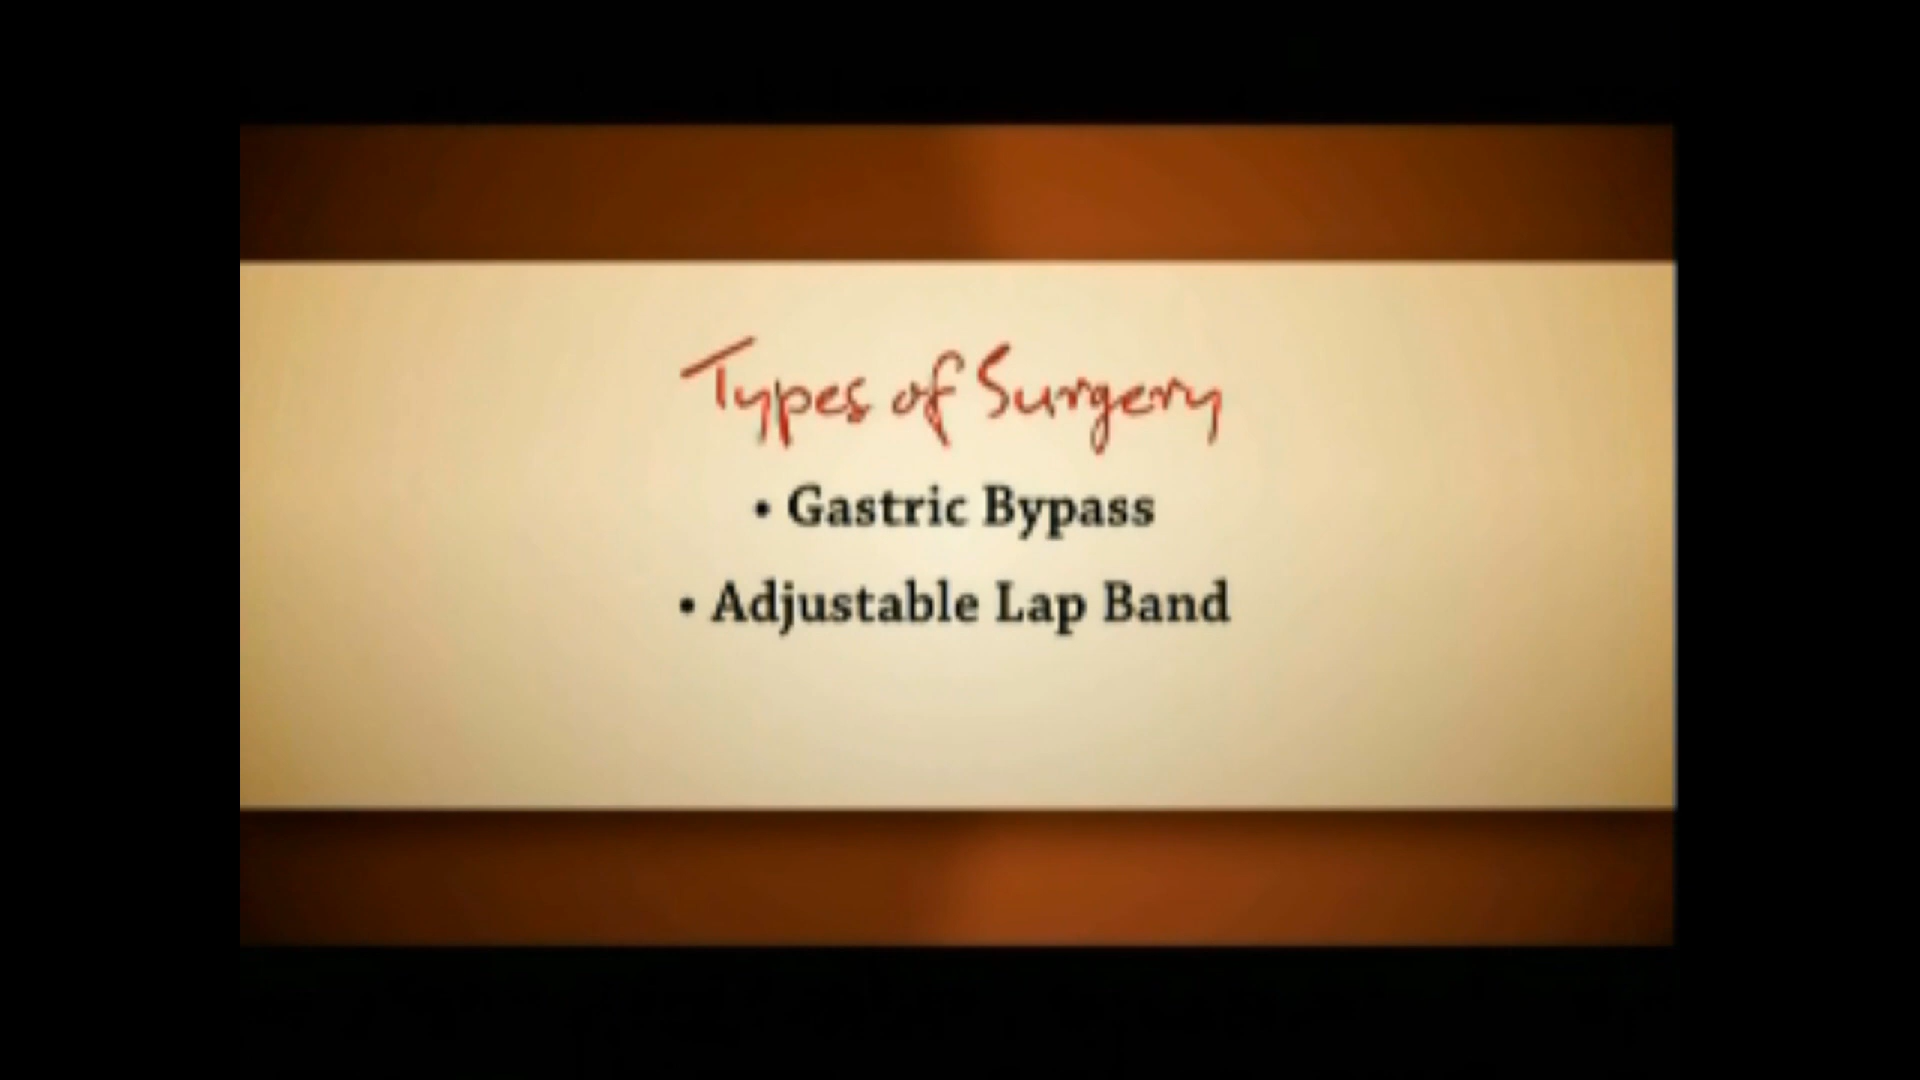 Types of Surgery
• Gastric Bypass
• Adjustable Lap Band